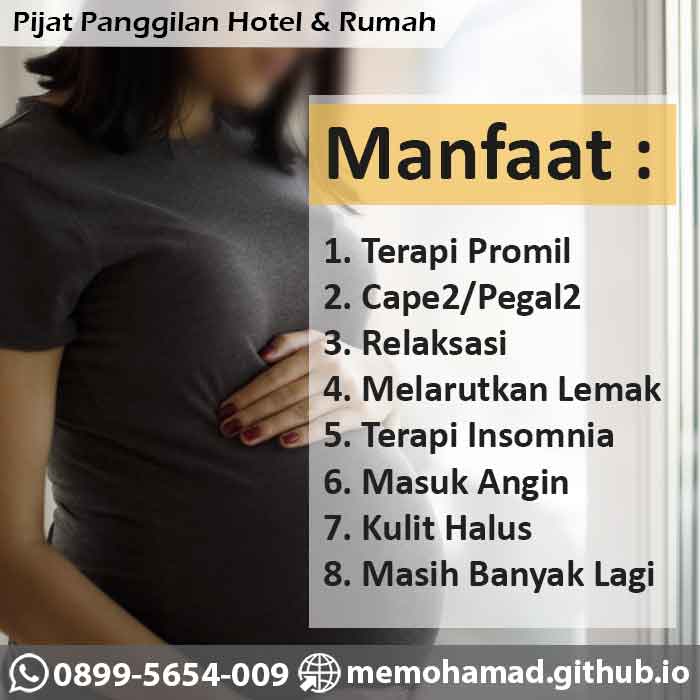 Pijat Panggilan Hotel & Rumah
Manfaat :
1. Terapi Promil
2. Cape2/Pegal2
3. Relaksasi
4. Melarutkan Lemak
5. Terapi Insomnia
6. Masuk Angin
7. Kulit Halus
8. Masih Banyak Lagi
0899-5654-009 memohamad.github.io